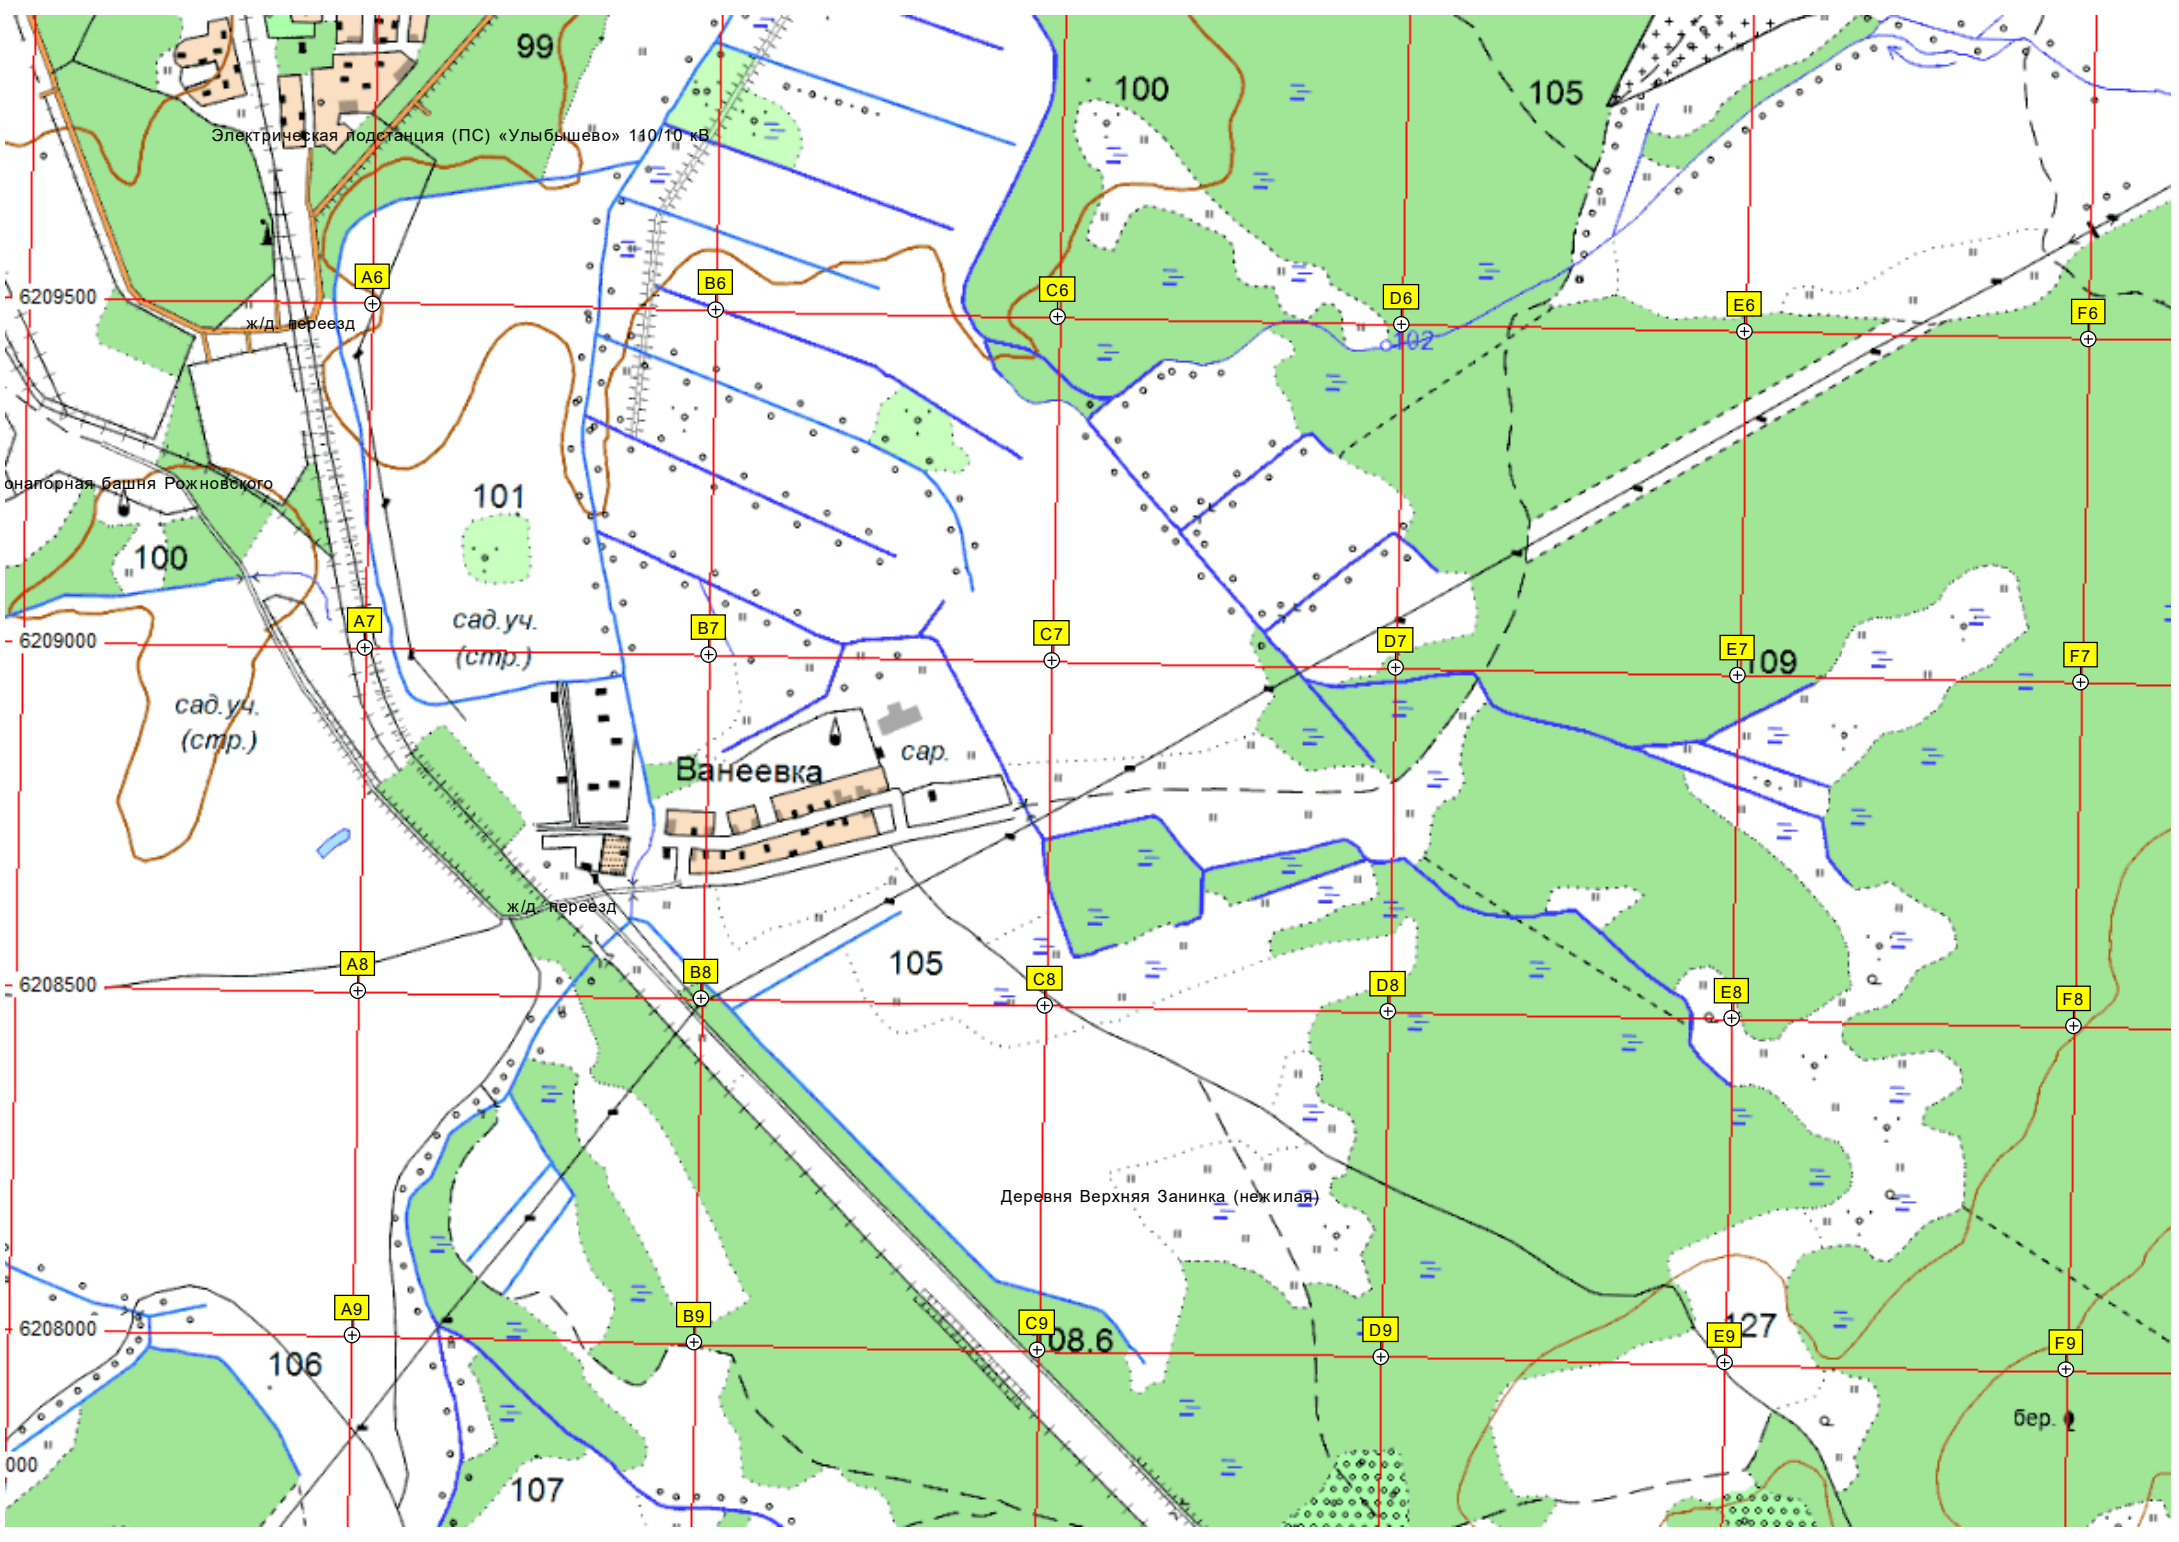 99
100
105
Электрическая подстанция (ПС) «Улыбышево» 110/10 кВ
A6
B6
C6
D6
E6
F6
6209500
ж/д. переезд
102
онапорная башня Рожновского
101
100
сад.уч.
(стр.)
A7
B7
C7
D7
E7
F7
6209000
109
сад.уч.
(стр.)
сар.
Ванеевка
ж/д. переезд
105
A8
B8
C8
D8
E8
F8
6208500
Деревня Верхняя Занинка (нежилая)
A9
B9
C9
D9
E9
F9
6208000
08.6
127
106
бер.
000
107